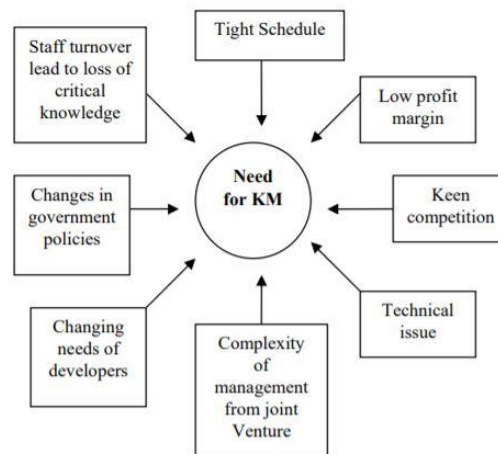 Staff turnover
lead to loss of
critical
knowledge
Tight Schedule
Low profit
margin
Need
for KM
Changes in
government
policies
Keen
competition
Changing
needs of
developers
Complexity
of
management
from joint
Venture
Technical
issue